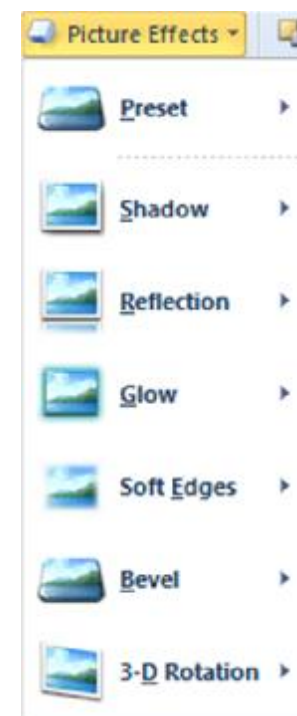 Picture Effects
Preset
Shadow
Reflection
Glow
Soft Edges
Bevel
3-D Rotation